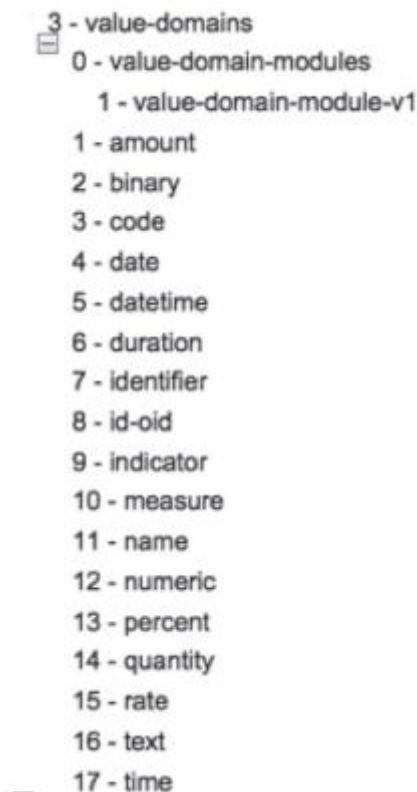 3 - value-domains
0 - value-domain-modules
1 - value-domain-module-v1
1 - amount
2 - binary
3 - code
4 - date
5 - datetime
6 - duration
7 - identifier
8 - id-oid
9 - indicator
10 - measure
11 - name
12 - numeric
13 - percent
14 - quantity
15 - rate
16 - text
17 - time